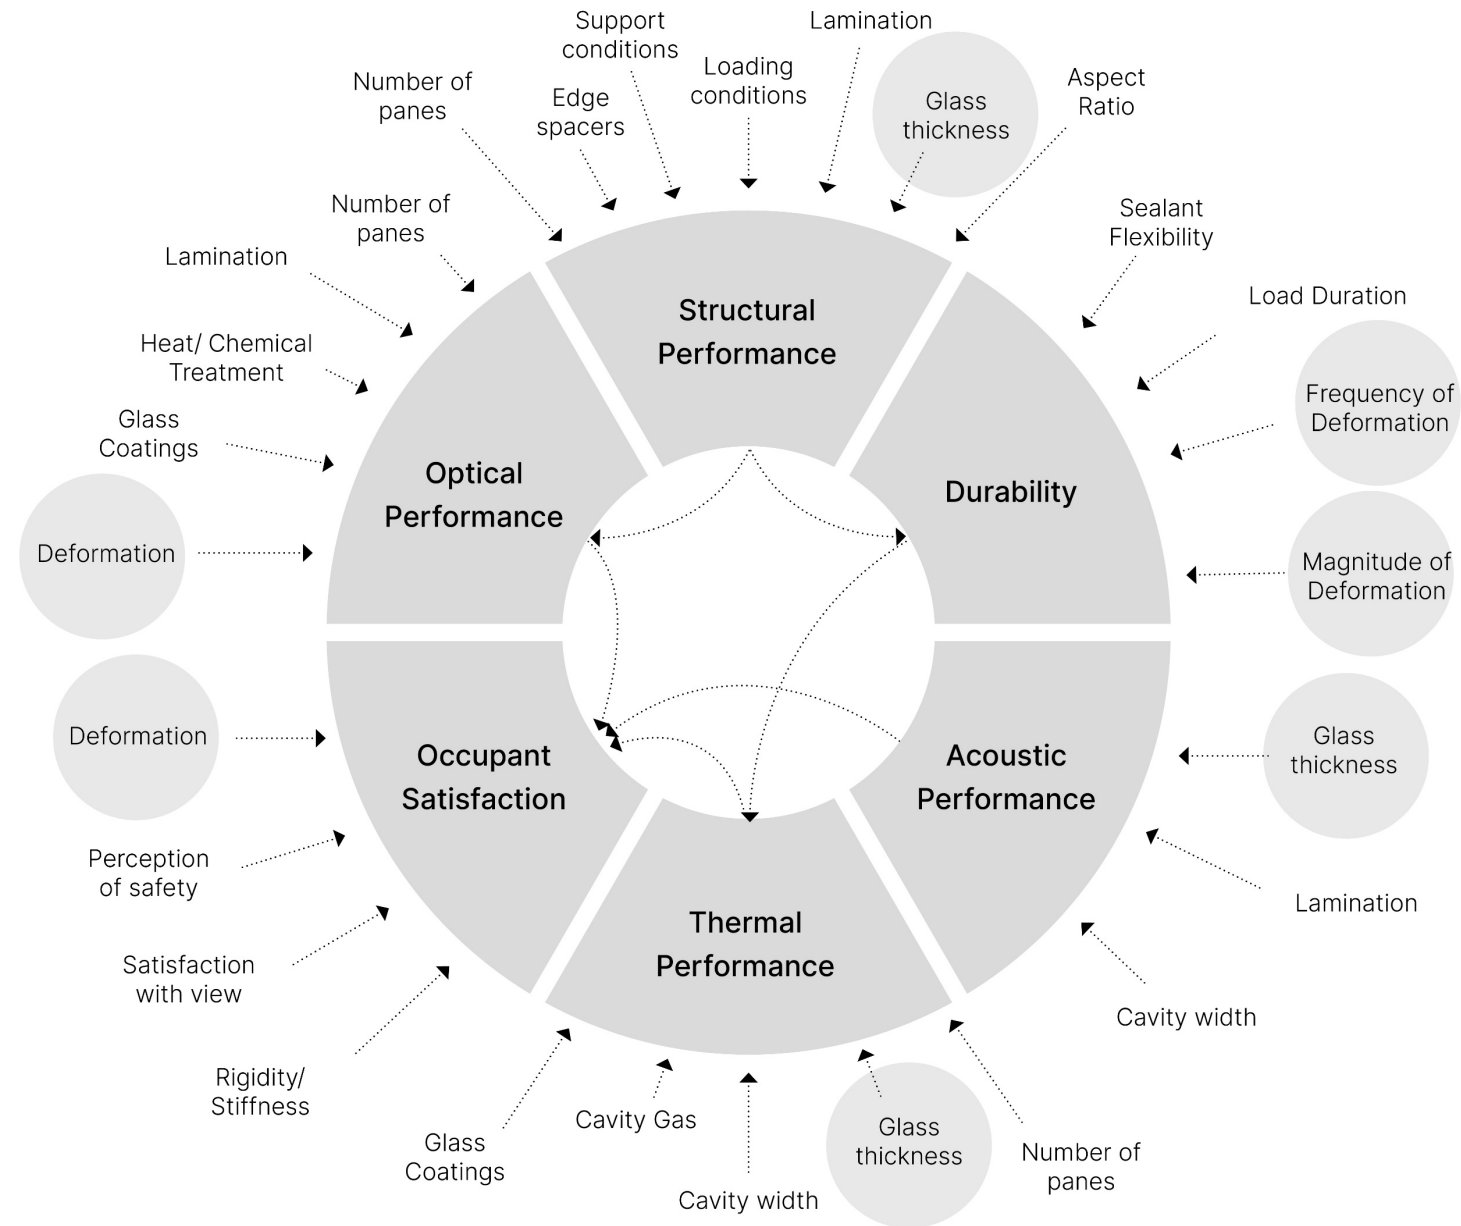 Support
conditions
Lamination
Number of
panes
Edge
spacers
Loading
conditions
Glass
thickness
Aspect
Ratio
Number of
panes
Lamination
Heat/ Chemical
Treatment
Glass
Coatings
Deformation
Sealant
Flexibility
Load Duration
Frequency of
Deformation
Magnitude of
Deformation
Structural
Performance
Optical
Performance
Durability
Occupant
Satisfaction
Acoustic
Performance
Thermal
Performance
Deformation
Perception
of safety
Satisfaction
with view
Rigidity/
Stiffness
Glass
thickness
Lamination
Cavity width
Glass
Coatings
Cavity Gas
Cavity width
Glass
thickness
Number of
panes